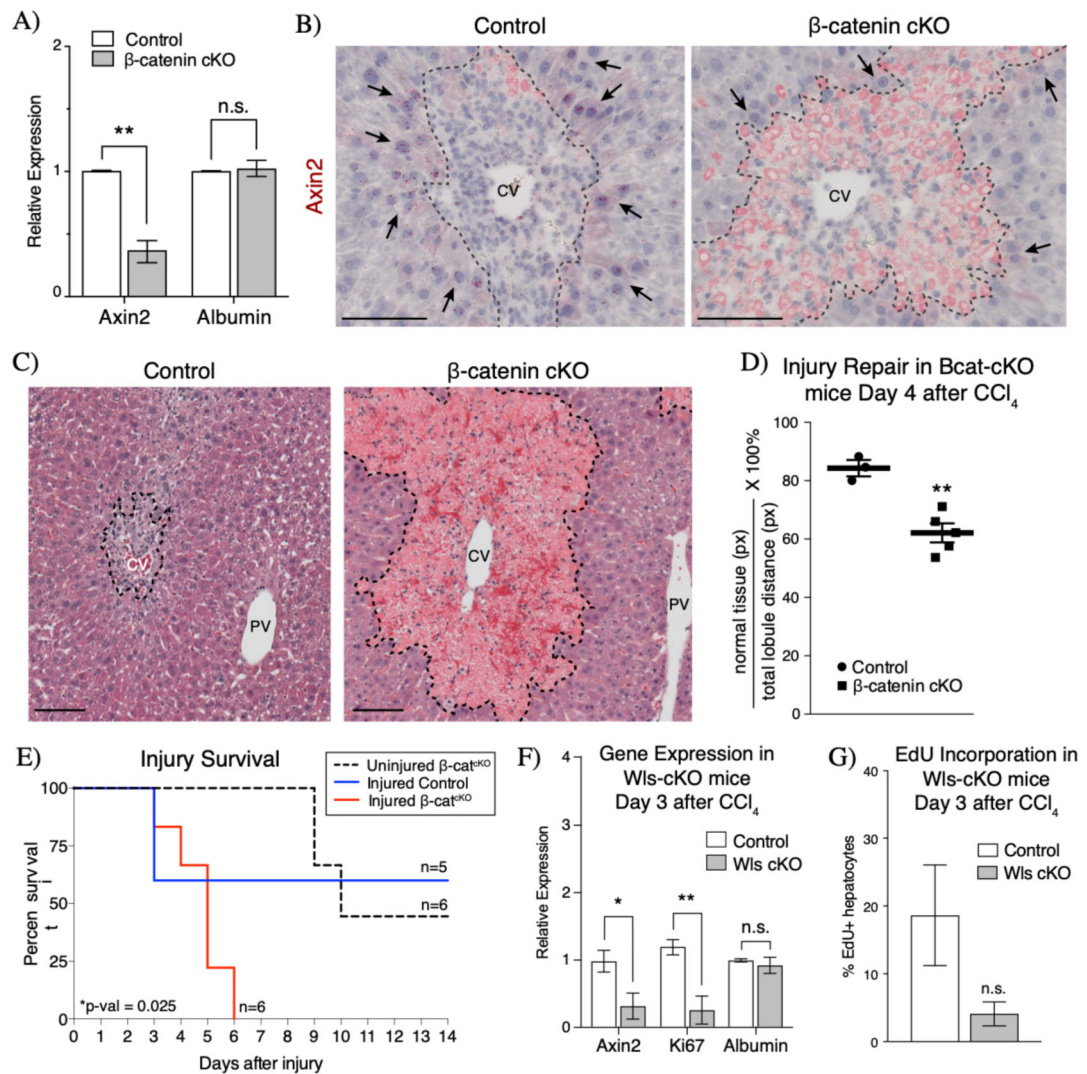 A)
2
1
0
Relative Expression
Control
β-catenin cKO
**
n.s.
Axin2
Albumin
B)
Control
β-catenin cKO
Axin2
CV
CV
C)
Control
β-catenin cKO
CV
PV
CV
PV
D) Injury Repair in Bcat-cKO
mice Day 4 after CCl4
normal tissue (px)
total lobule distance (px)
X 100%
100
80
60
40
60
80
0
**
Control
β-catenin cKO
E)
Injury Survival
Uninjured β-catcKO
Injured Control
Injured β-catcKO
100
75
50
25
0
Percen surv val
i
t
n=5
n=6
n=6
*p-val = 0.025
0 1 2 3 4 5 6 7 8 9 10 11 12 13 14
Days after injury
F)
Gene Expression in
Wls-cKO mice
Day 3 after CCl4
4
3
2
1
0
Relative Expression
Control
Wls cKO
*
**
n.s.
Axin2
Ki67
Albumin
G)
EdU Incorporation in
Wls-cKO mice
Day 3 after CCl4
40
30
20
10
0
% EdU+ hepatocytes
Control
Wls cKO
n.s.